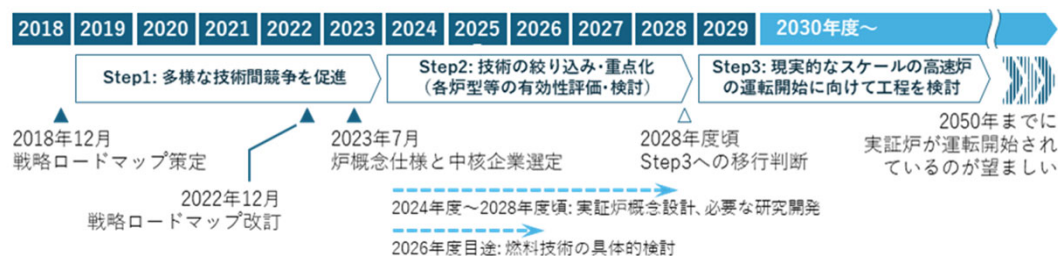 2018 2019 2020 2021 2022 2023 2024 2025 2026 2027 2028 2029 2030年度～
Step1: 多様な技術間競争を促進
Step2: 技術の絞り込み・重点化
（各炉型等の有効性評価・検討）
Step3: 現実的なスケールの高速炉
の運転開始に向けて工程を検討
2018年12月
戦略ロードマップ策定
2022年12月
戦略ロードマップ改訂
2023年7月
炉概念仕様と中核企業選定
2028年度頃
Step3への移行判断
2050年までに
実証炉が運転開始され
ているのが望ましい
2024年度～2028年度頃: 実証炉概念設計、必要な研究開発
2026年度目途: 燃料技術の具体的検討